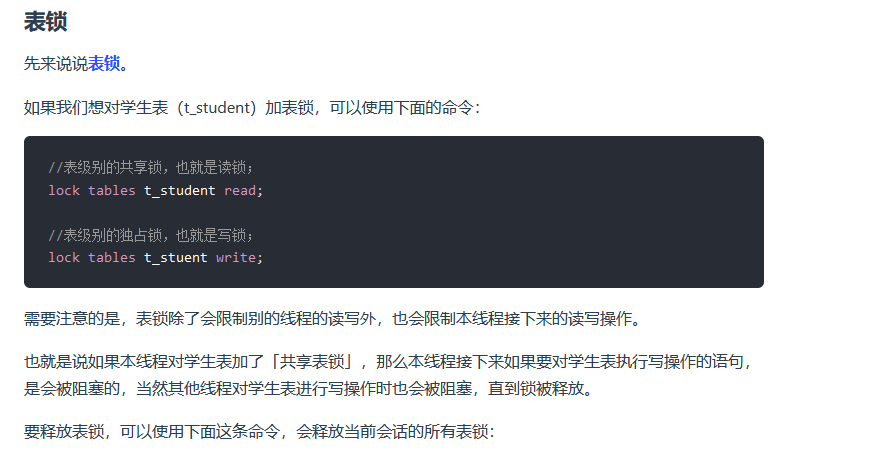 表锁
先来说说表锁。
如果我们想对学生表（t_student）加表锁，可以使用下面的命令：
//表级别的共享锁，也就是读锁；
lock tables t_student read;
//表级别的独占锁，也就是写锁；
lock tables t_stuent write;
需要注意的是，表锁除了会限制别的线程的读写外，也会限制本线程接下来的读写操作。
也就是说如果本线程对学生表加了「共享表锁」，那么本线程接下来如果要对学生表执行写操作的语句，
是会被阻塞的，当然其他线程对学生表进行写操作时也会被阻塞，直到锁被释放。
要释放表锁，可以使用下面这条命令，会释放当前会话的所有表锁：